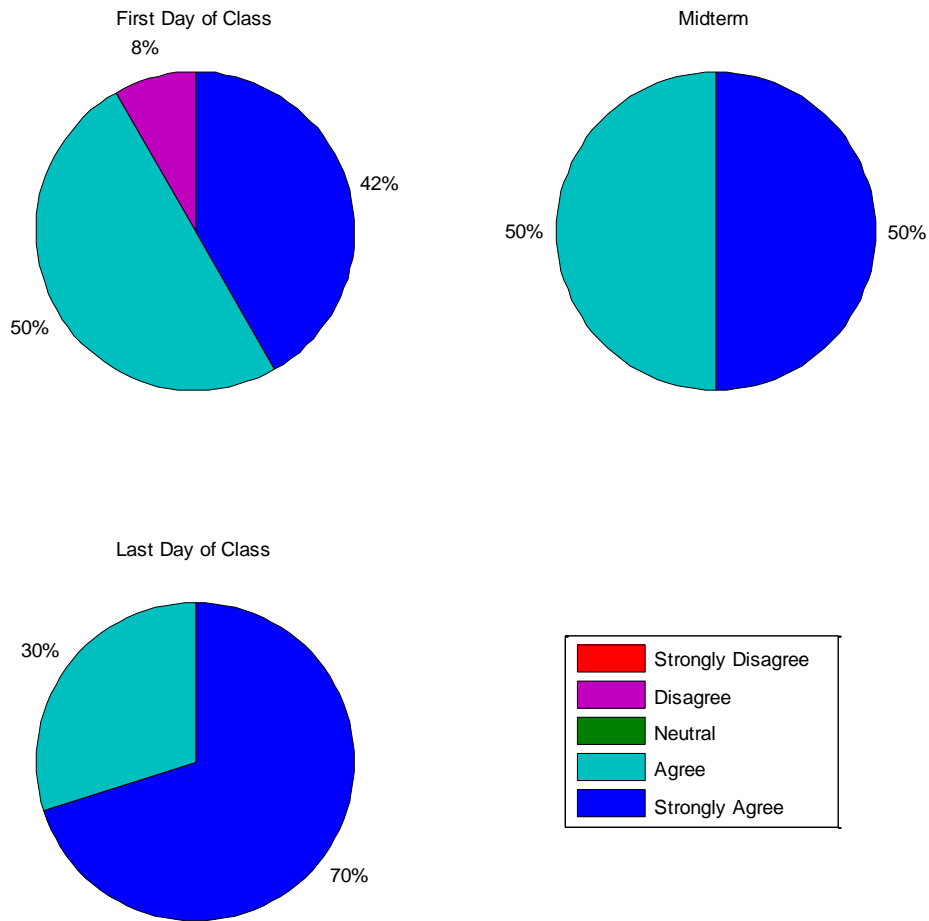 First Day of Class
8%
42%
50%
Midterm
50%
50%
Last Day of Class
30%
70%
Strongly Disagree
Disagree
Neutral
Agree
Strongly Agree